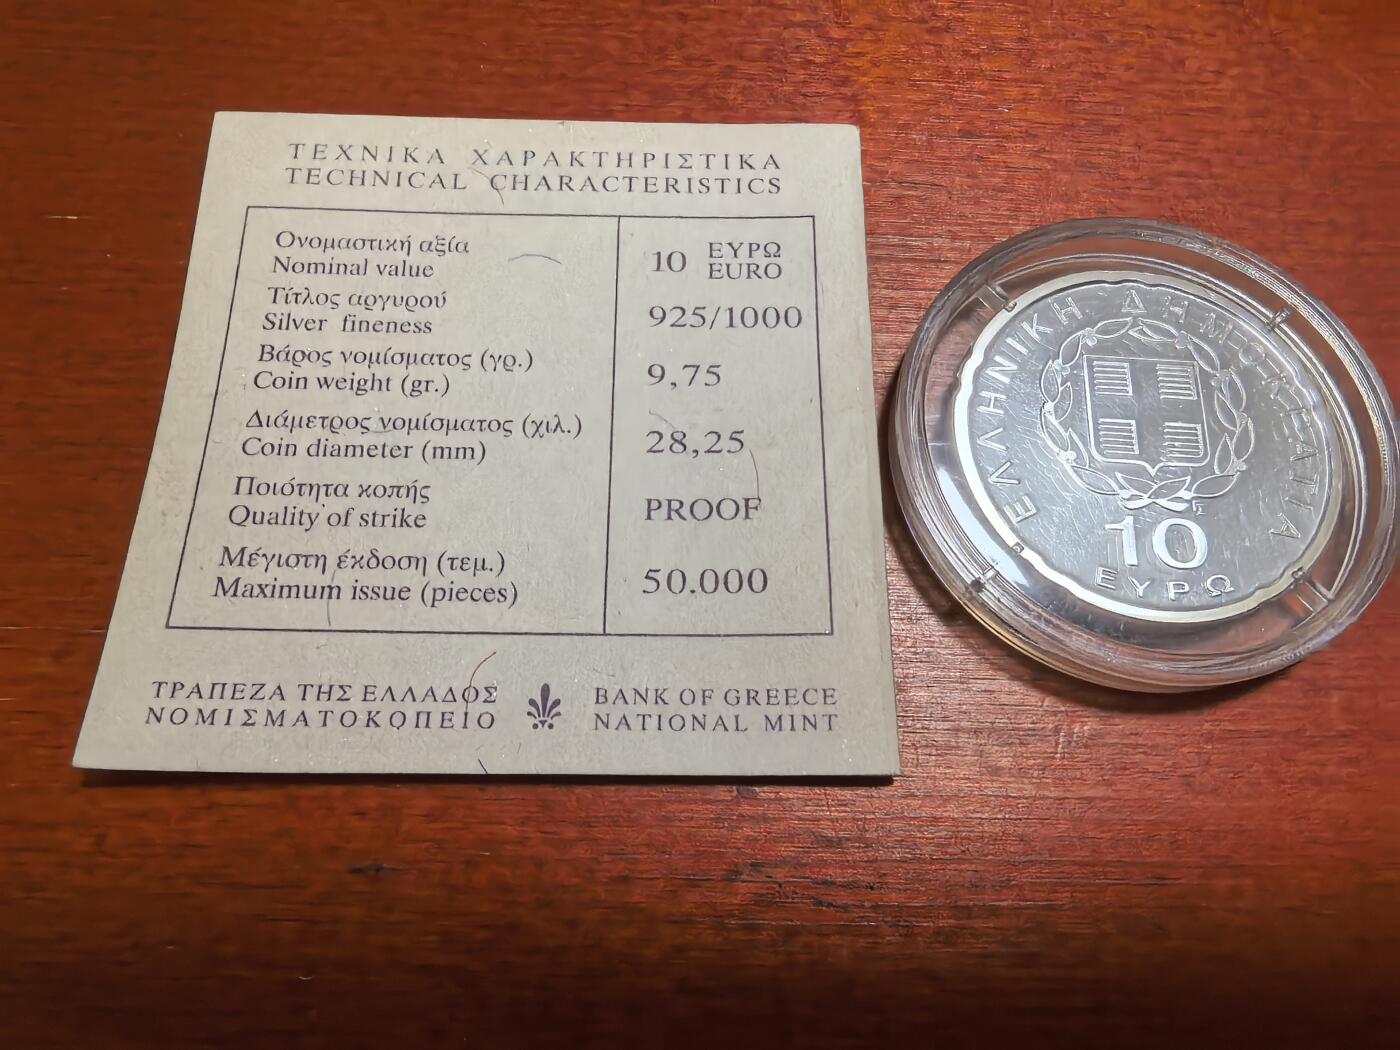 ΤΕΧΝΙΚΑ ΧΑΡΑΚΤΗΡΙΣΤΙΚΑ
TECHNICAL CHARACTERISTICS
Ονομαστική αξία
Nominal value
10 ΕΥΡΩ
EURO
Τίτλος αργυρού
Silver fineness
925/1000
Βάρος νομίσματος (γρ.)
Coin weight (gr.)
9,75
Διάμετρος νομίσματος (χιλ.)
Coin diameter (mm)
28,25
Ποιότητα κοπής
Quality of strike
PROOF
Μέγιστη έκδοση (τεμ.)
Maximum issue (pieces)
50.000
ΤΡΑΠΕΖΑ ΤΗΣ ΕΛΛΑΔΟΣ
ΝΟΜΙΣΜΑΤΟΚΟΠΕΙΟ
BANK OF GREECE
NATIONAL MINT
ΕΛΛΗΝΙΚΗ ΔΗΜΟΚΡΑΤΙΑ
10
ΕΥΡΩ